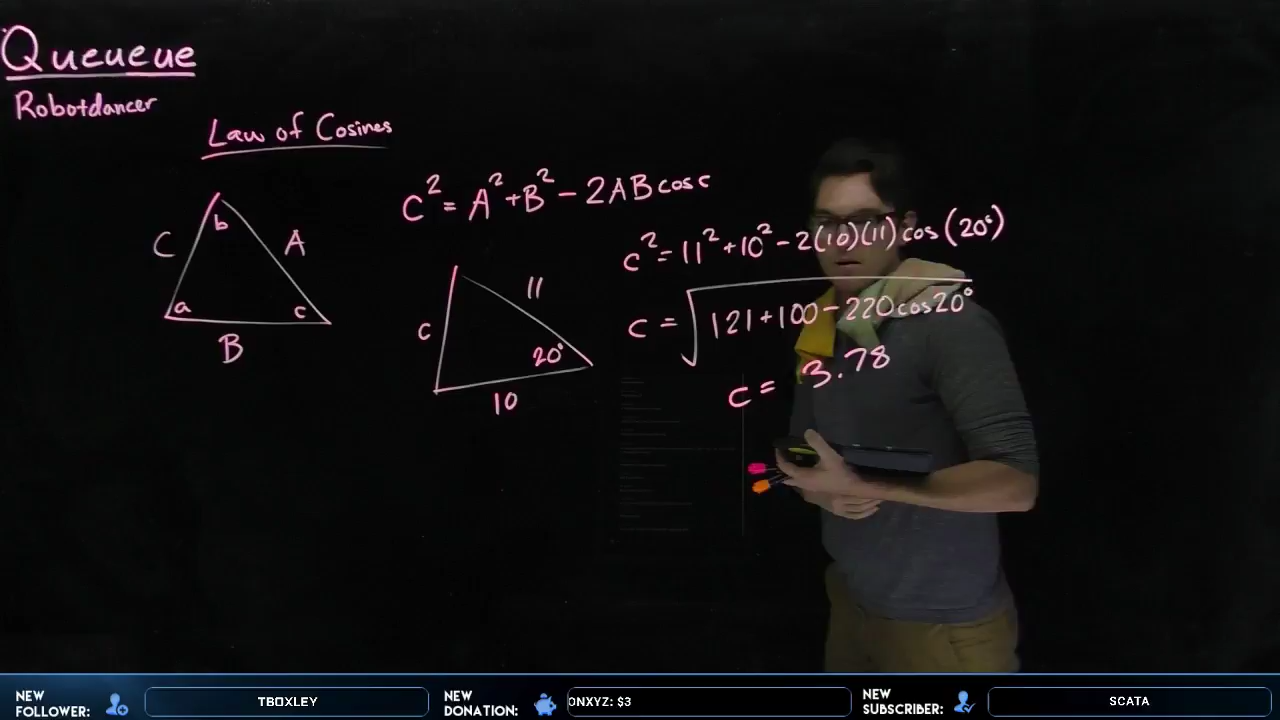 Queueue
Robotdancer
Law of Cosines
C² = A² + B² - 2AB cos c
C
b
A
a
c
B
11
c
20°
10
c² = 11² + 10² - 2(10)(11) cos(20°)
c = √121 + 100 - 220 cos 20°
c = 3.78
NEW FOLLOWER:
TBOXLEY
NEW DONATION:
ONXYZ: $3
NEW SUBSCRIBER:
SCATA